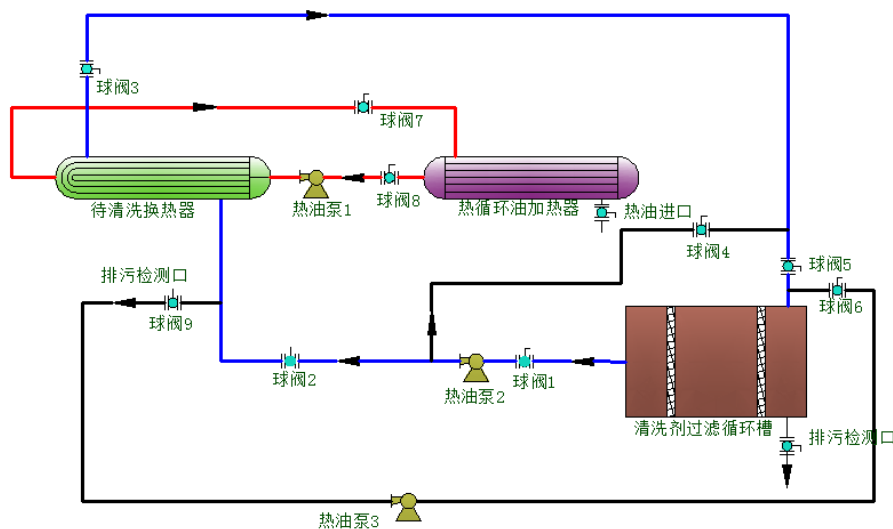 球阀3
球阀7
待清洗换热器
热油泵1
球阀8
热循环油加热器
热油进口
球阀4
排污检测口
球阀9
球阀5
球阀6
球阀2
热油泵2
球阀1
清洗剂过滤循环槽
排污检测口
热油泵3